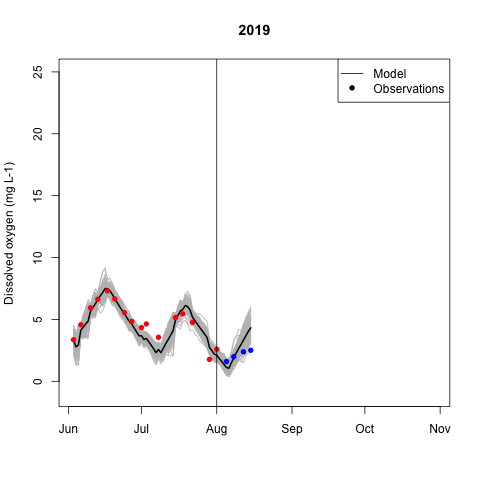 2019
Model
Observations
Dissolved oxygen (mg L-1)
25
20
15
10
5
0
Jun Jul Aug Sep Oct Nov